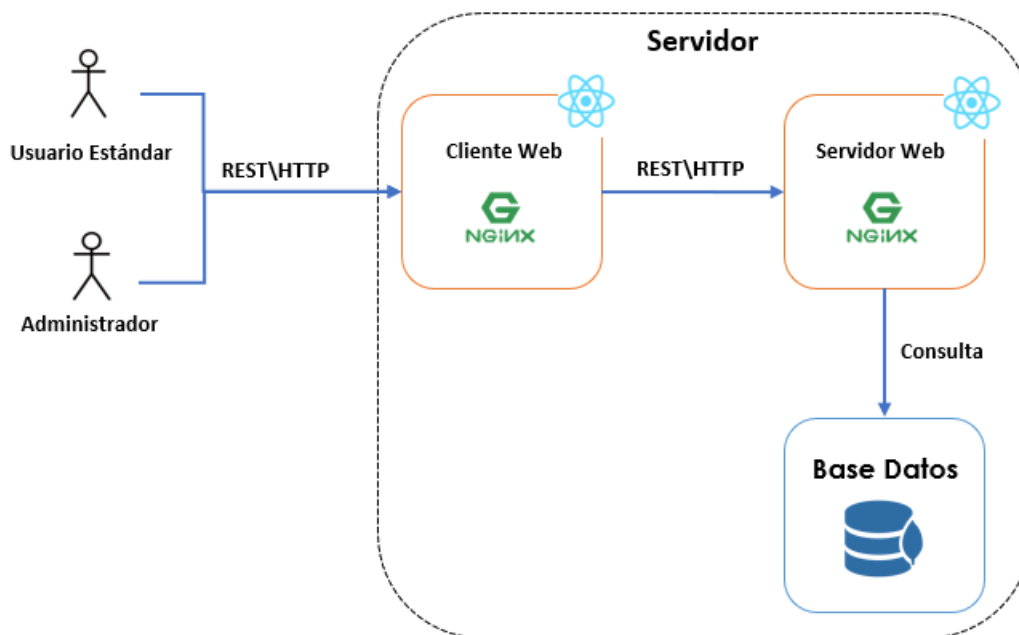 Servidor
Usuario Estándar
REST\HTTP
Cliente Web
NGiNX
REST\HTTP
Servidor Web
NGiNX
Administrador
Consulta
Base Datos